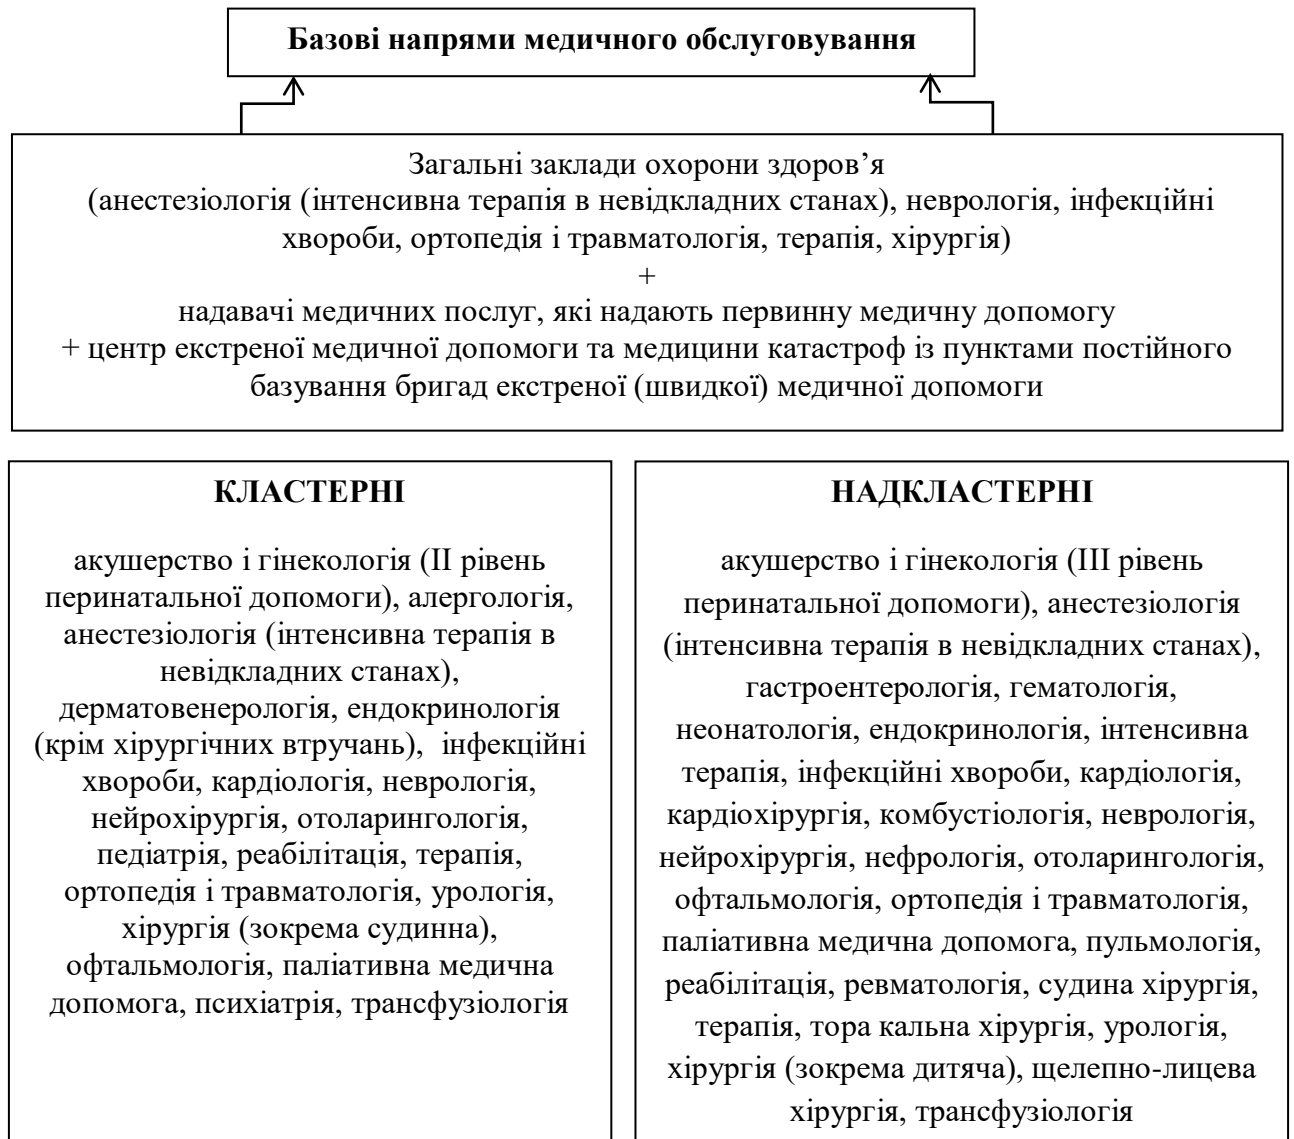 Базові напрями медичного обслуговування
Загальні заклади охорони здоров’я
(анестезіологія (інтенсивна терапія в невідкладних станах), неврологія, інфекційні
хвороби, ортопедія і травматологія, терапія, хірургія)
+
надавачі медичних послуг, які надають первинну медичну допомогу
+ центр екстреної медичної допомоги та медицини катастроф із пунктами постійного
базування бригад екстреної (швидкої) медичної допомоги
КЛАСТЕРНІ
акушерство і гінекологія (ІІ рівень
перинатальної допомоги), алергологія,
анестезіологія (інтенсивна терапія в
невідкладних станах),
дерматовенерологія, ендокринологія
(крім хірургічних втручань), інфекційні
хвороби, кардіологія, неврологія,
нейрохірургія, отоларингологія,
педіатрія, реабілітація, терапія,
ортопедія і травматологія, урологія,
хірургія (зокрема судинна),
офтальмологія, паліативна медична
допомога, психіатрія, трансфузіологія
НАДКЛАСТЕРНІ
акушерство і гінекологія (ІІІ рівень
перинатальної допомоги), анестезіологія
(інтенсивна терапія в невідкладних станах),
гастроентерологія, гематологія,
неонатологія, ендокринологія, інтенсивна
терапія, інфекційні хвороби, кардіологія,
кардіохірургія, комбустіологія, неврологія,
нейрохірургія, нефрологія, отоларингологія,
офтальмологія, ортопедія і травматологія,
паліативна медична допомога, пульмологія,
реабілітація, ревматологія, судина хірургія,
терапія, тора кальна хірургія, урологія,
хірургія (зокрема дитяча), щелепно-лицева
хірургія, трансфузіологія